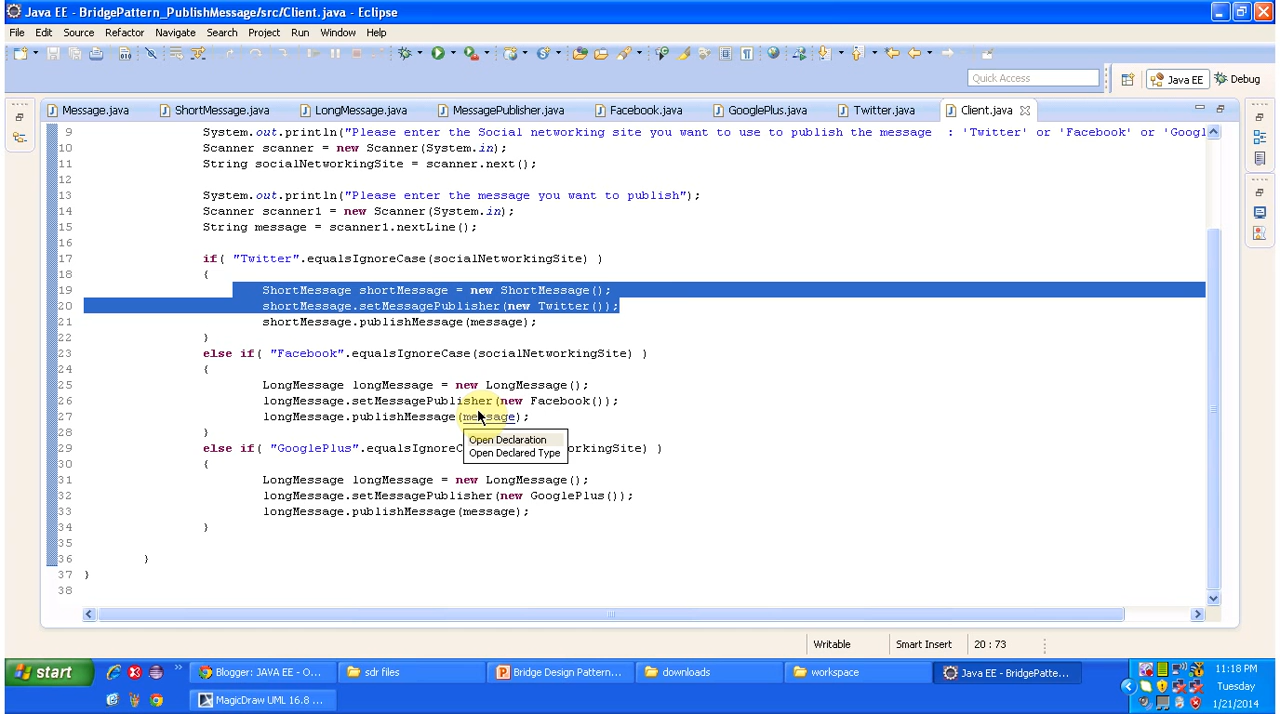 Java EE - BridgePattern_PublishMessage/src/Client.java - Eclipse
File Edit Source Refactor Navigate Search Project Run Window Help
Quick Access
Java EE
Debug
Message.java ShortMessage.java LongMessage.java MessagePublisher.java Facebook.java GooglePlus.java Twitter.java Client.java
9 System.out.println("Please enter the Social networking site you want to use to publish the message : 'Twitter' or 'Facebook' or 'Googl
10 Scanner scanner = new Scanner(System.in);
11 String socialNetworkingSite = scanner.next();
12
13 System.out.println("Please enter the message you want to publish");
14 Scanner scanner1 = new Scanner(System.in);
15 String message = scanner1.nextLine();
16
17 if( "Twitter".equalsIgnoreCase(socialNetworkingSite) )
18 {
19 ShortMessage shortMessage = new ShortMessage();
20 shortMessage.setMessagePublisher(new Twitter());
21 shortMessage.publishMessage(message);
22 }
23 else if( "Facebook".equalsIgnoreCase(socialNetworkingSite) )
24 {
25 LongMessage longMessage = new LongMessage();
26 longMessage.setMessagePublisher(new Facebook());
27 longMessage.publishMessage(message);
28 }
Open Declaration
29 else if( "GooglePlus".equalsIgnoreC orkingSite) )
Open Declared Type
30 {
31 LongMessage longMessage = new LongMessage();
32 longMessage.setMessagePublisher(new GooglePlus());
33 longMessage.publishMessage(message);
34 }
35
36 }
37 }
38
Writable Smart Insert 20 : 73
start
Blogger: JAVA EE - O...
sdr files
Bridge Design Pattern...
downloads
workspace
Java EE - BridgePatte...
MagicDraw UML 16.8 ...
11:18 PM
Tuesday
1/21/2014